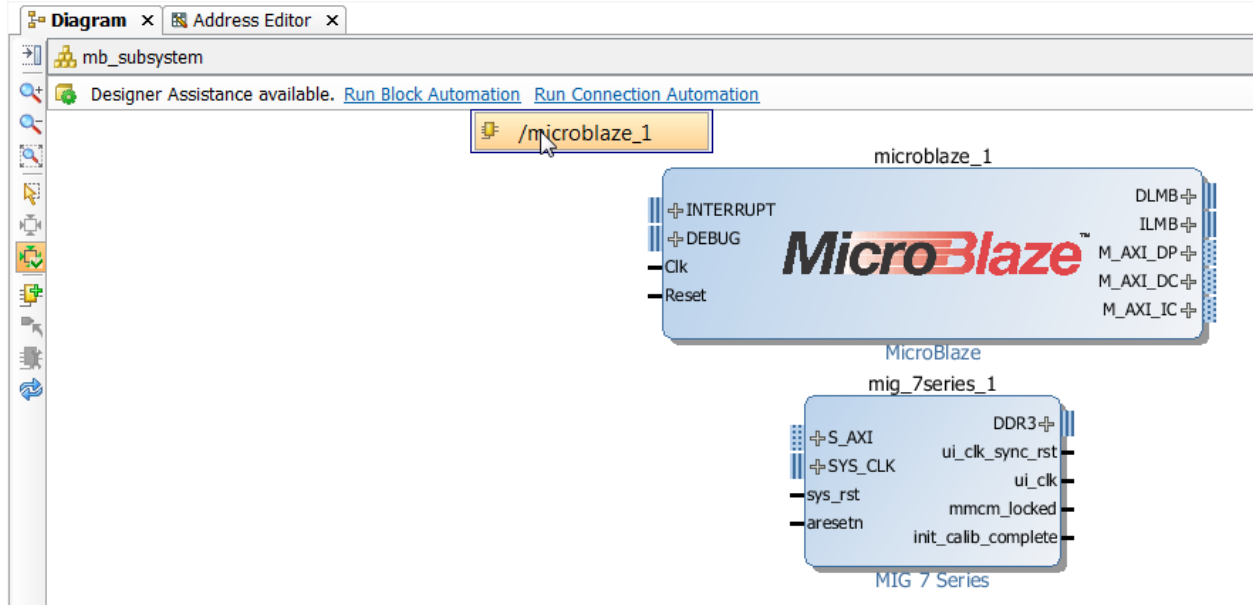 Diagram × Address Editor ×
mb_subsystem
Designer Assistance available. Run Block Automation Run Connection Automation
/microblaze_1
microblaze_1
INTERRUPT
DEBUG
Clk
Reset
MicroBlaze™
DLMB
ILMB
M_AXI_DP
M_AXI_DC
M_AXI_IC
MicroBlaze
mig_7series_1
S_AXI
SYS_CLK
sys_rst
aresetn
DDR3
ui_clk_sync_rst
ui_clk
mmcm_locked
init_calib_complete
MIG 7 Series